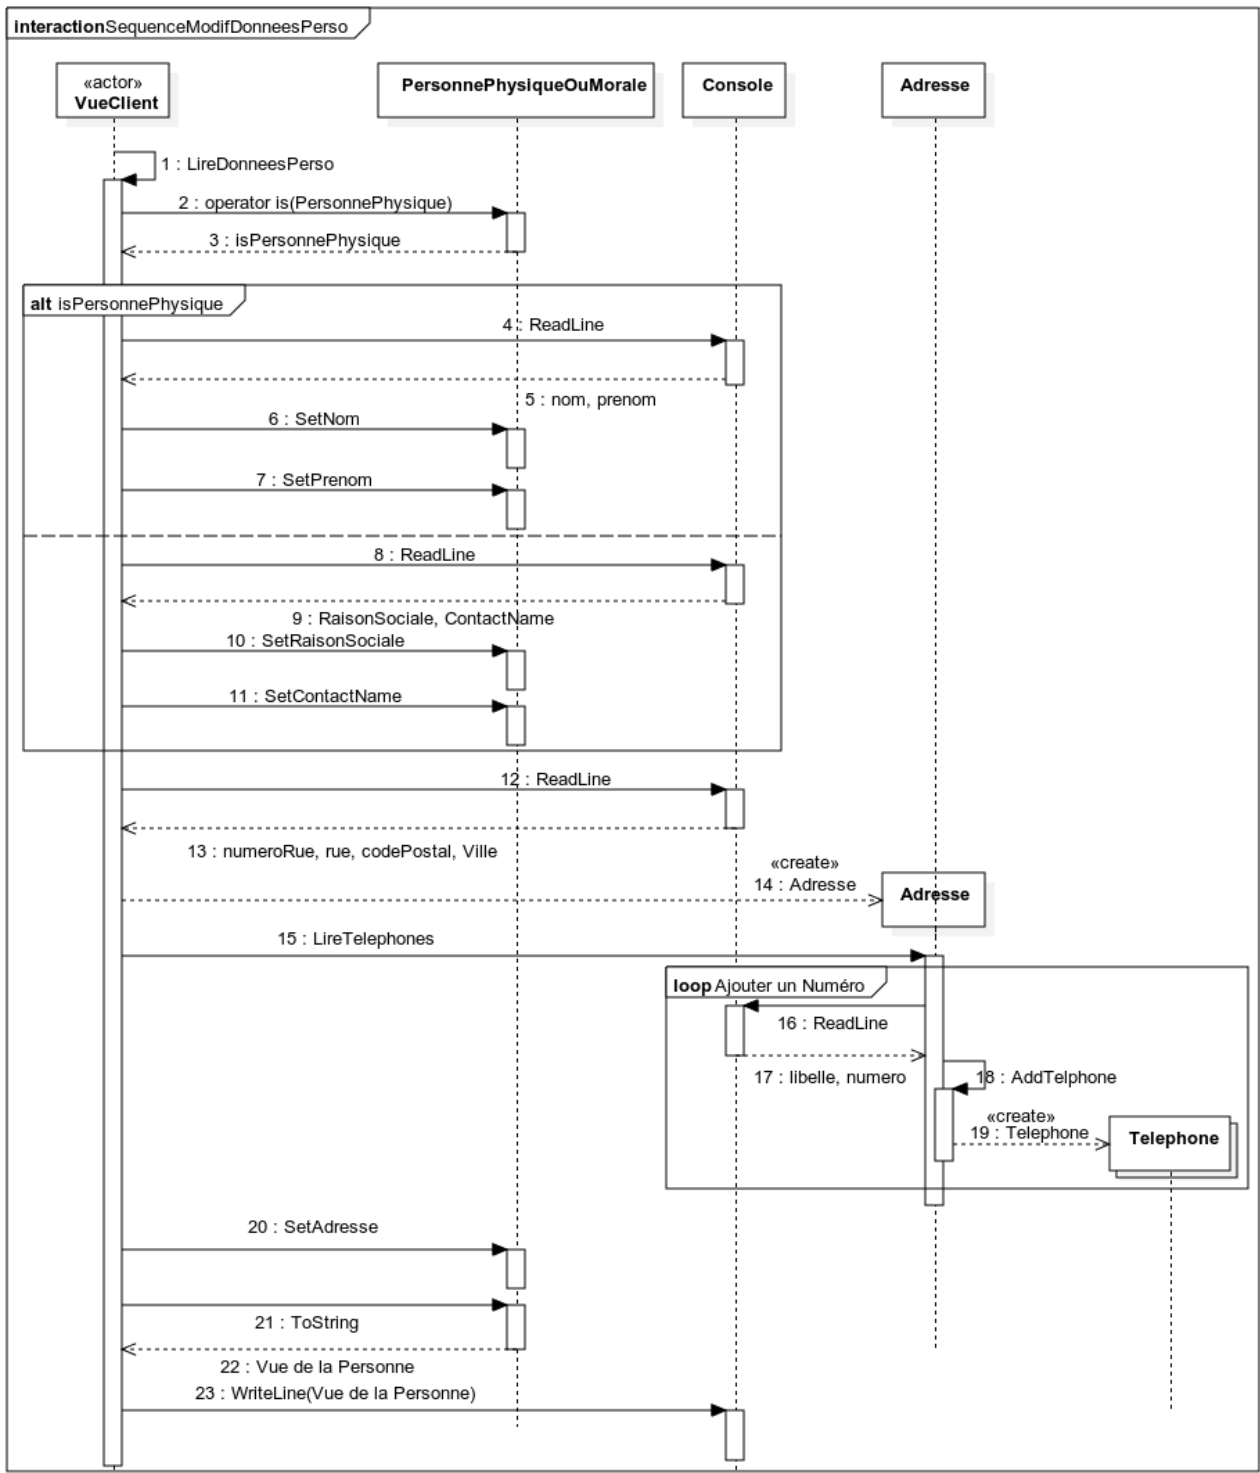 interaction SequenceModifDonneesPerso
«actor»
VueClient
PersonnePhysiqueOuMorale
Console
Adresse
1 : LireDonneesPerso
2 : operator is(PersonnePhysique)
3 : isPersonnePhysique
alt isPersonnePhysique
4 : ReadLine
5 : nom, prenom
6 : SetNom
7 : SetPrenom
8 : ReadLine
9 : RaisonSociale, ContactName
10 : SetRaisonSociale
11 : SetContactName
12 : ReadLine
13 : numeroRue, rue, codePostal, Ville
«create»
14 : Adresse
Adresse
15 : LireTelephones
loop Ajouter un Numéro
16 : ReadLine
17 : libelle, numero
18 : AddTelphone
«create»
19 : Telephone
Telephone
20 : SetAdresse
21 : ToString
22 : Vue de la Personne
23 : WriteLine(Vue de la Personne)